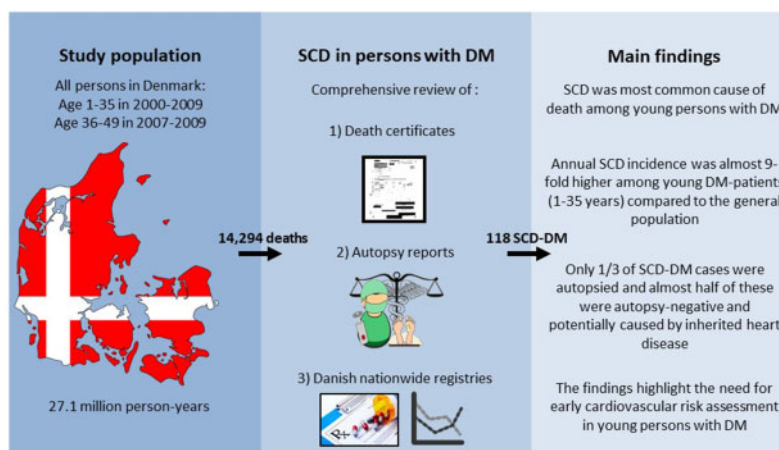 Study population
All persons in Denmark:
Age 1-35 in 2000-2009
Age 36-49 in 2007-2009
27.1 million person-years
14,294 deaths
SCD in persons with DM
Comprehensive review of :
1) Death certificates
2) Autopsy reports
3) Danish nationwide registries
Rx
118 SCD-DM
Main findings
SCD was most common cause of
death among young persons with DM
Annual SCD incidence was almost 9-
fold higher among young DM-patients
(1-35 years) compared to the general
population
Only 1/3 of SCD-DM cases were
autopsied and almost half of these
were autopsy-negative and
potentially caused by inherited heart
disease
The findings highlight the need for
early cardiovascular risk assessment
in young persons with DM